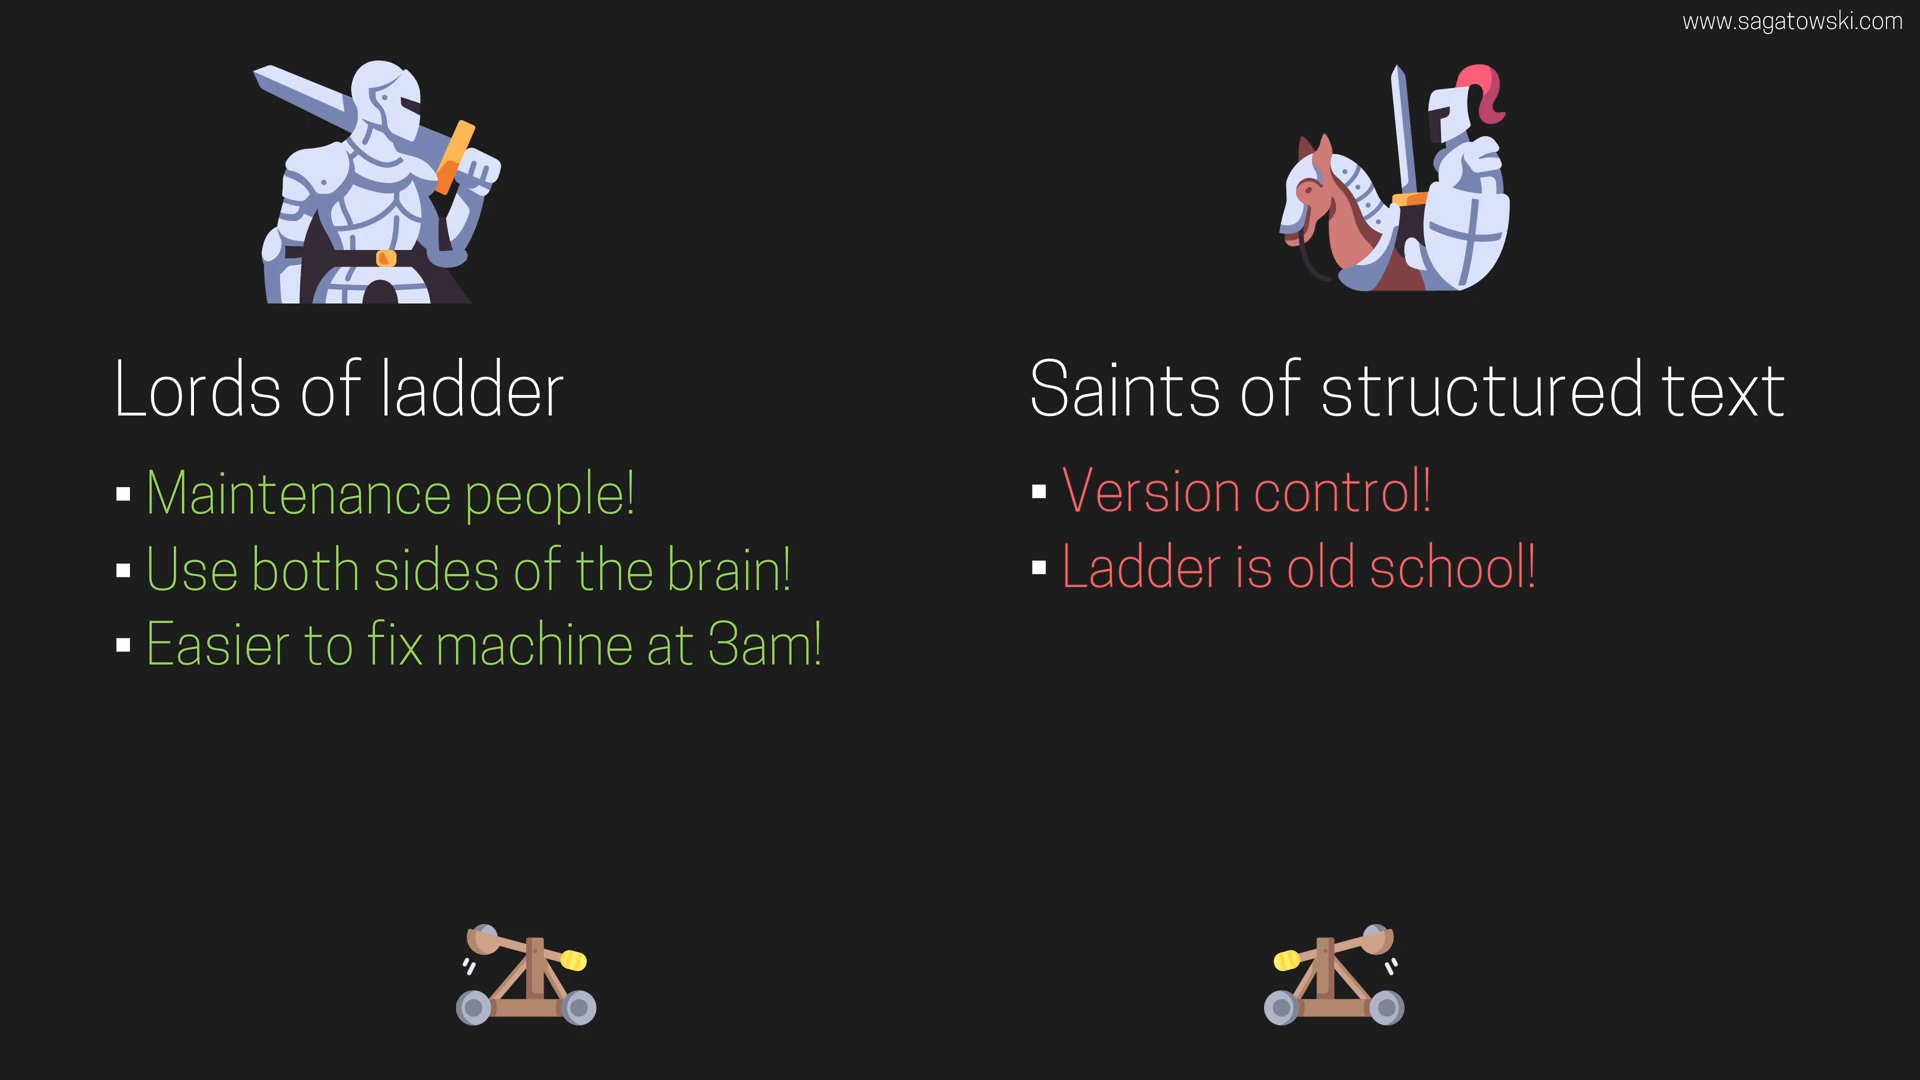 www.sagatowski.com
Lords of ladder
Maintenance people!
Use both sides of the brain!
Easier to fix machine at 3am!
Saints of structured text
Version control!
Ladder is old school!